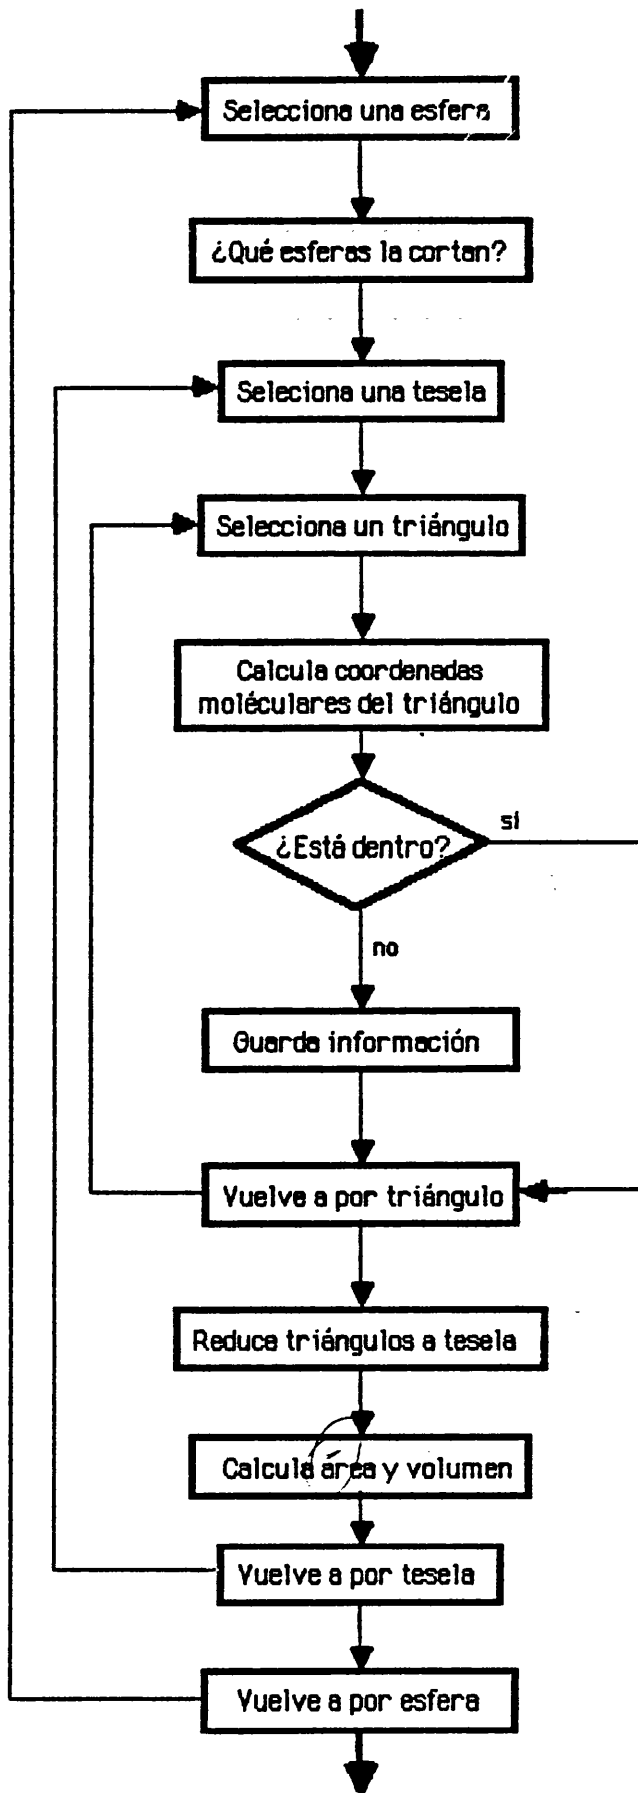 Selecciona una esfera
¿Qué esferas la cortan?
Seleciona una tesela
Selecciona un triángulo
Calcula coordenadas
moléculares del triángulo
¿Está dentro?
si
no
Guarda información
Vuelve a por triángulo
Reduce triángulos a tesela
Calcula área y volumen
Vuelve a por tesela
Vuelve a por esfera